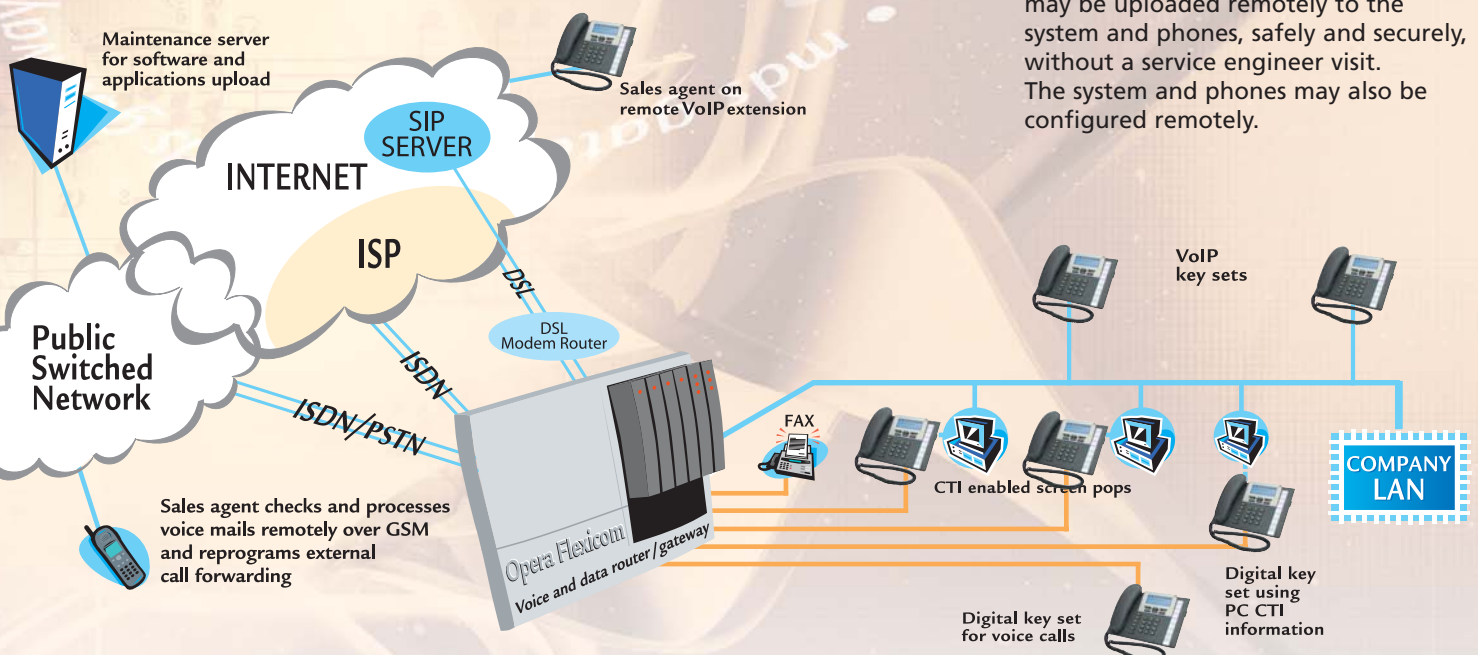 may be uploaded remotely to the
system and phones, safely and securely,
without a service engineer visit.
The system and phones may also be
configured remotely.
Maintenance server
for software and
applications upload
Sales agent on
remote VoIP extension
SIP
SERVER
INTERNET
ISP
DSL
DSL
Modem Router
VoIP
key sets
Public
Switched
Network
ISDN
ISDN/PSTN
FAX
CTI enabled screen pops
COMPANY
LAN
Sales agent checks and processes
voice mails remotely over GSM
and reprograms external
call forwarding
Opera Flexicom
Voice and data router/gateway
Digital key
set using
PC CTI
information
Digital key set
for voice calls